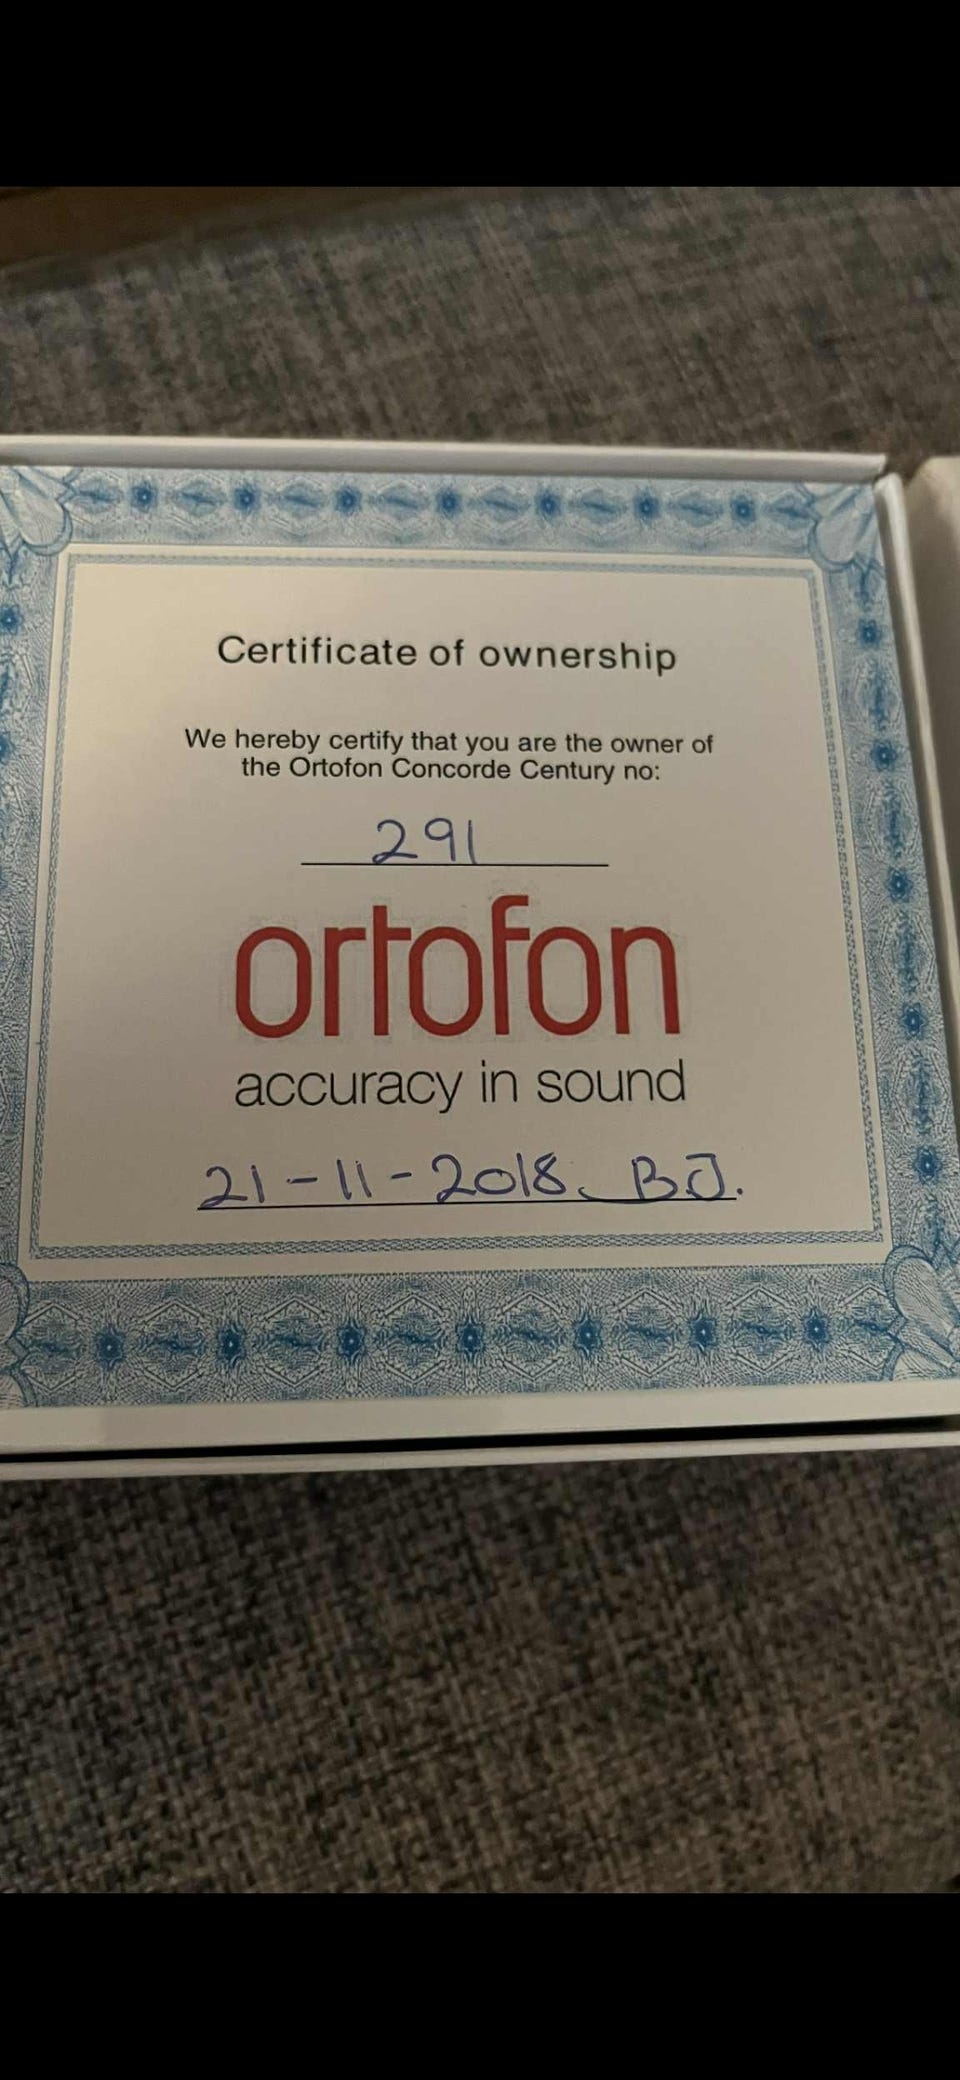 Certificate of ownership
We hereby certify that you are the owner of
the Ortofon Concorde Century no:
291
ortofon
accuracy in sound
21-11-2018 B.J.